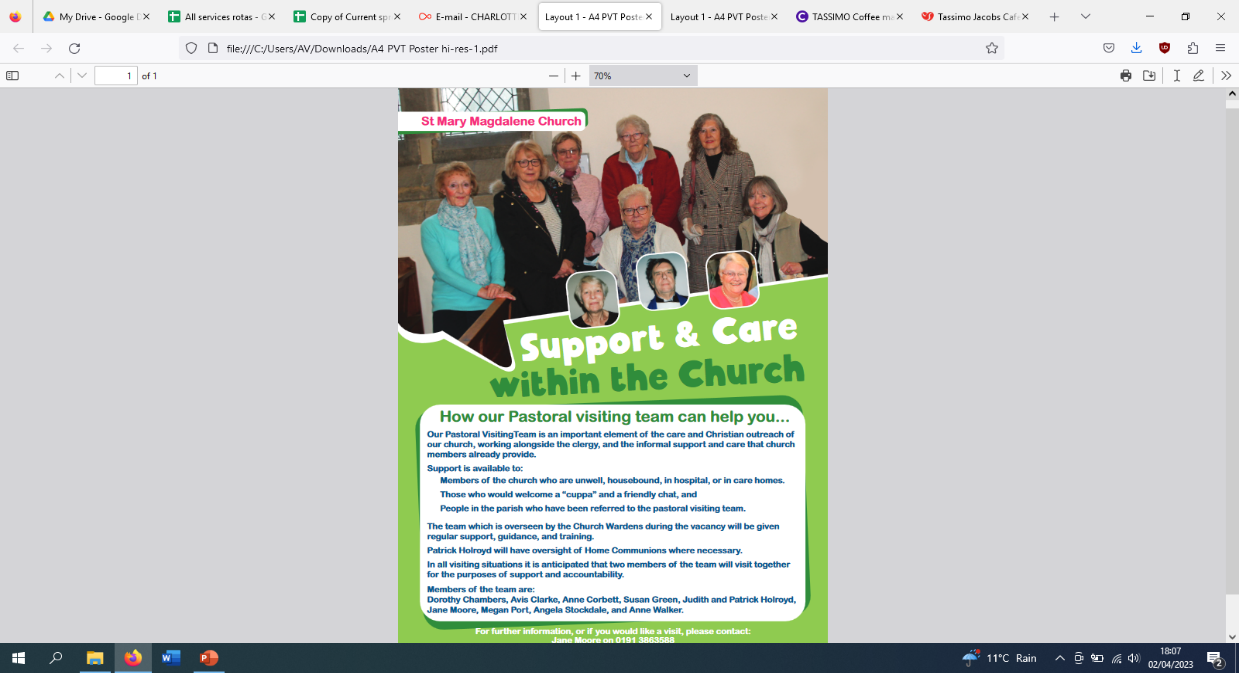 My Drive - Google D
All services rotas - G
Copy of Current sp
E-mail - CHARLOTT
Layout 1 - A4 PVT Poste
Layout 1 - A4 PVT Poste
TASSIMO Coffee ma
Tassimo Jacobs Caf
file:///C:/Users/AV/Downloads/A4 PVT Poster hi-res-1.pdf
1 of 1
70%
St Mary Magdalene Church
Support & Care
within the Church
How our Pastoral visiting team can help you...
Our Pastoral VisitingTeam is an important element of the care and Christian outreach of
our church, working alongside the clergy, and the informal support and care that church
members already provide.
Support is available to:
Members of the church who are unwell, housebound, in hospital, or in care homes.
Those who would welcome a “cuppa” and a friendly chat, and
People in the parish who have been referred to the pastoral visiting team.
The team which is overseen by the Church Wardens during the vacancy will be given
regular support, guidance, and training.
Patrick Holroyd will have oversight of Home Communions where necessary.
In all visiting situations it is anticipated that two members of the team will visit together
for the purposes of support and accountability.
Members of the team are:
Dorothy Chambers, Avis Clarke, Anne Corbett, Susan Green, Judith and Patrick Holroyd,
Jane Moore, Megan Port, Angela Stockdale, and Anne Walker.
For further information, or if you would like a visit, please contact:
Jane Moore on 0191 3863588
11°C Rain
18:07
02/04/2023
2